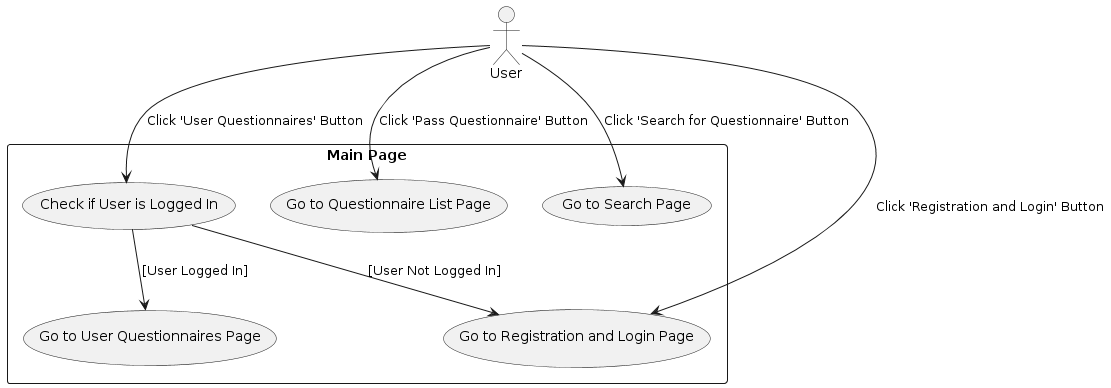 User
Click 'User Questionnaires' Button
Click 'Pass Questionnaire' Button
Click 'Search for Questionnaire' Button
Main Page
Check if User is Logged In
Go to Questionnaire List Page
Go to Search Page
Click 'Registration and Login' Button
[User Logged In]
[User Not Logged In]
Go to User Questionnaires Page
Go to Registration and Login Page